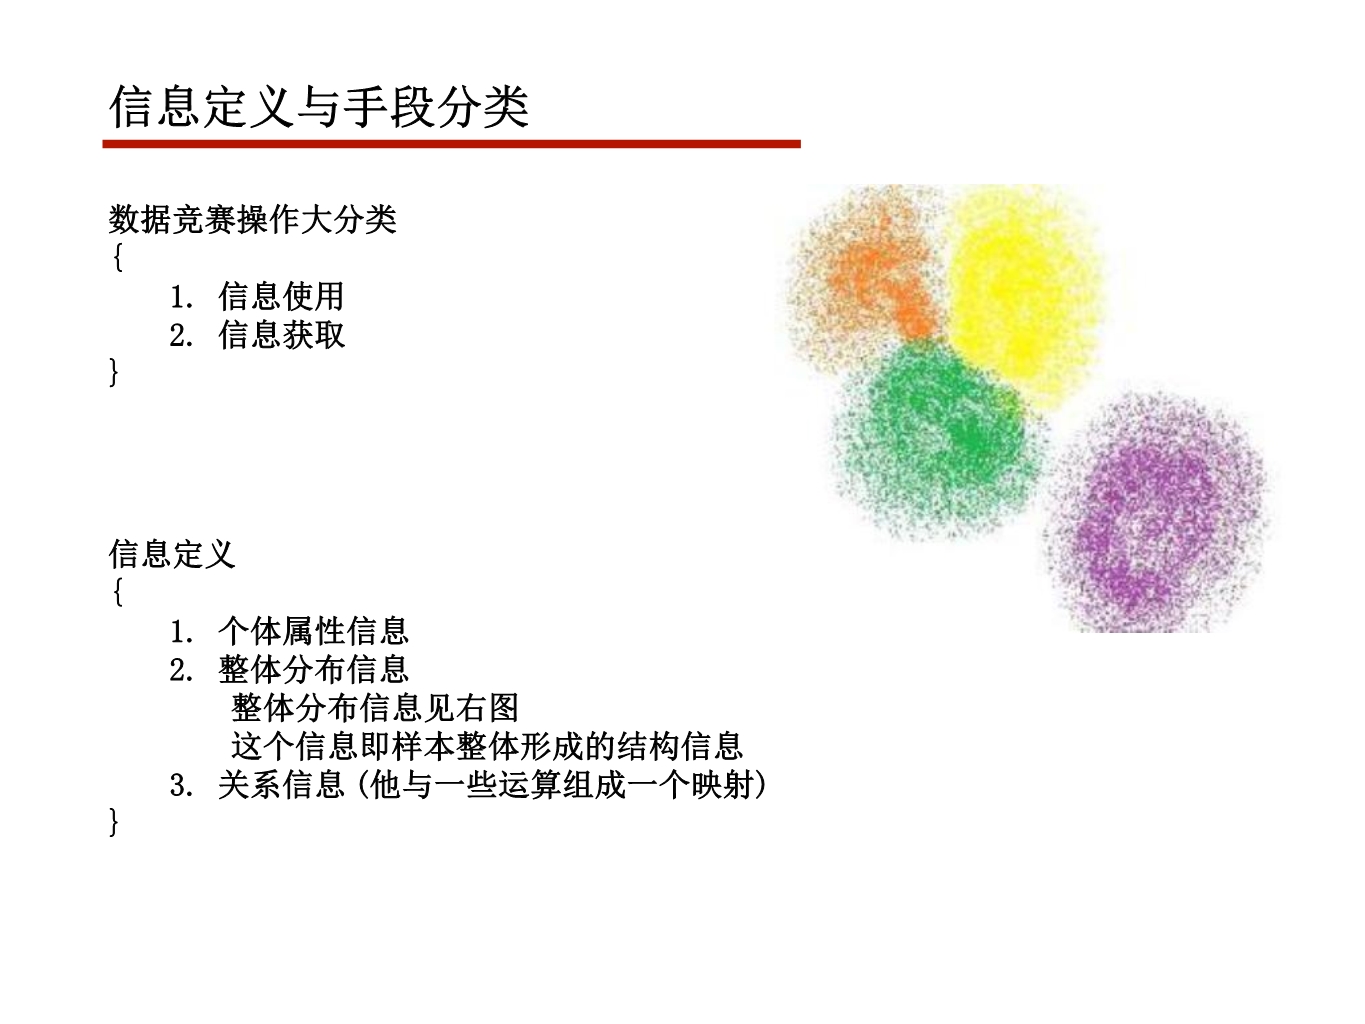 信息定义与手段分类
数据竞赛操作大分类
{
1. 信息使用
2. 信息获取
}
信息定义
{
1. 个体属性信息
2. 整体分布信息
整体分布信息见右图
这个信息即样本整体形成的结构信息
3. 关系信息(他与一些运算组成一个映射)
}